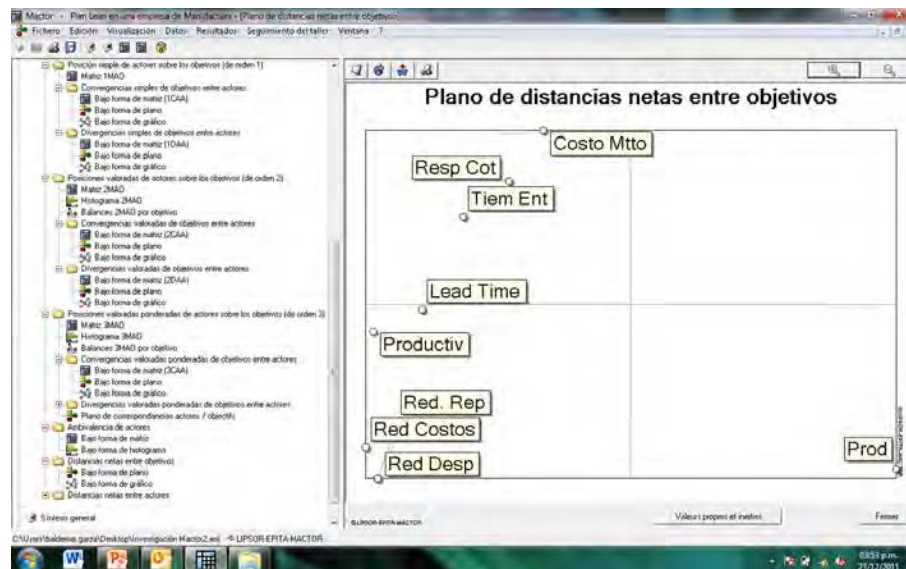 Mactor - Plan Lean en una empresa de Manufactura - [Plano de distancias netas entre objetivos]
Fichero Edición Visualización Datos Resultados Seguimiento del taller Ventana ?
Posición simple de actores sobre los objetivos (de orden 1)
Matriz 1MAO
Convergencias simples de objetivos entre actores
Bajo forma de matriz (1CAA)
Bajo forma de plano
Bajo forma de gráfico
Divergencias simples de objetivos entre actores
Bajo forma de matriz (1DAA)
Bajo forma de plano
Bajo forma de gráfico
Posiciones valoradas de actores sobre los objetivos (de orden 2)
Matriz 2MAO
Histograma 2MAO
Balances 2MAO por objetivo
Convergencias valoradas de objetivos entre actores
Bajo forma de matriz (2CAA)
Bajo forma de plano
Bajo forma de gráfico
Divergencias valoradas de objetivos entre actores
Bajo forma de matriz (2DAA)
Bajo forma de plano
Bajo forma de gráfico
Posiciones valoradas ponderadas de actores sobre los objetivos (de orden 3)
Matriz 3MAO
Histograma 3MAO
Balances 3MAO por objetivo
Convergencias valoradas ponderadas de objetivos entre actores
Bajo forma de matriz (3CAA)
Bajo forma de plano
Bajo forma de gráfico
Divergencias valoradas ponderadas de objetivos entre actores
Plano de correspondancias actores / objectifs
Ambivalencia de actores
Bajo forma de matriz
Bajo forma de histograma
Distancias netas entre objetivos
Bajo forma de plano
Bajo forma de gráfico
Distancias netas entre actores
Síntesis general
Plano de distancias netas entre objetivos
Costo Mtto
Resp Cot
Tiem Ent
Lead Time
Productiv
Red. Rep
Red Costos
Red Desp
Prod
© LIPSOR-EPITA-MACTOR
Valeurs propres et inerties
Fermer
© LIPSOR-EPITA-MACTOR
03:53 p.m.
21/12/2011